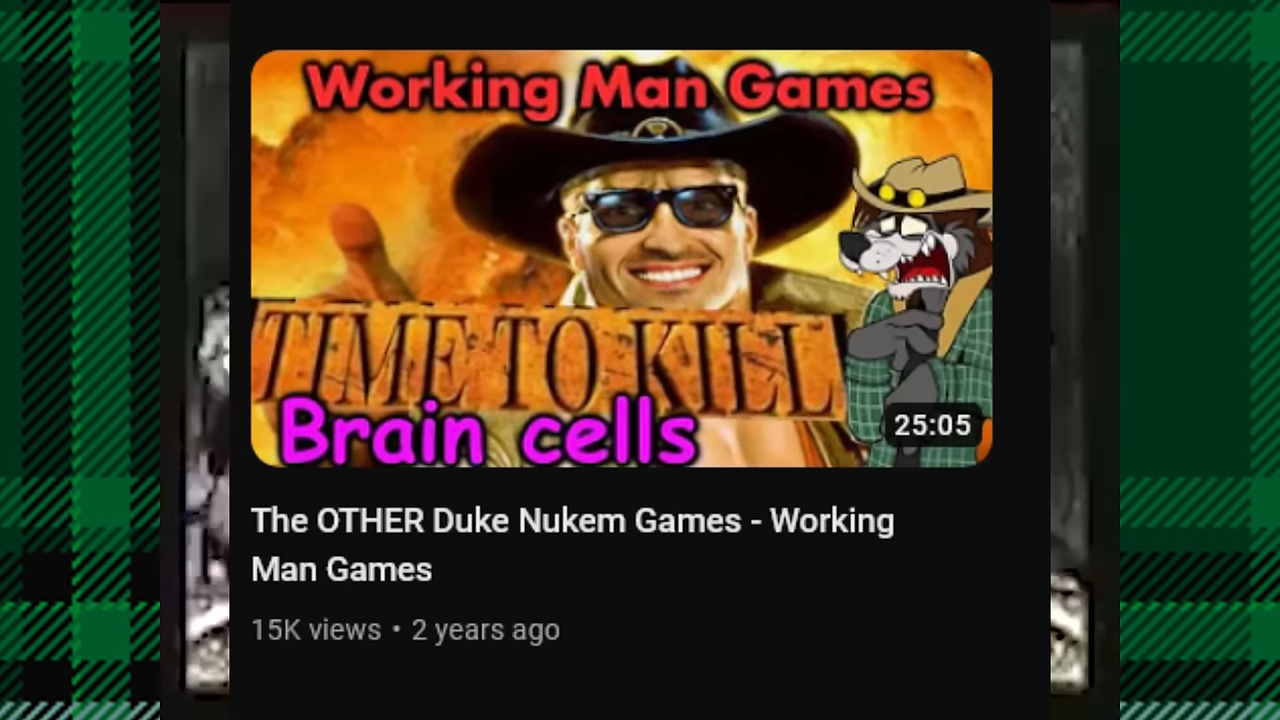 Working Man Games
TIME TO KILL
Brain cells
25:05
The OTHER Duke Nukem Games - Working
Man Games
15K views • 2 years ago